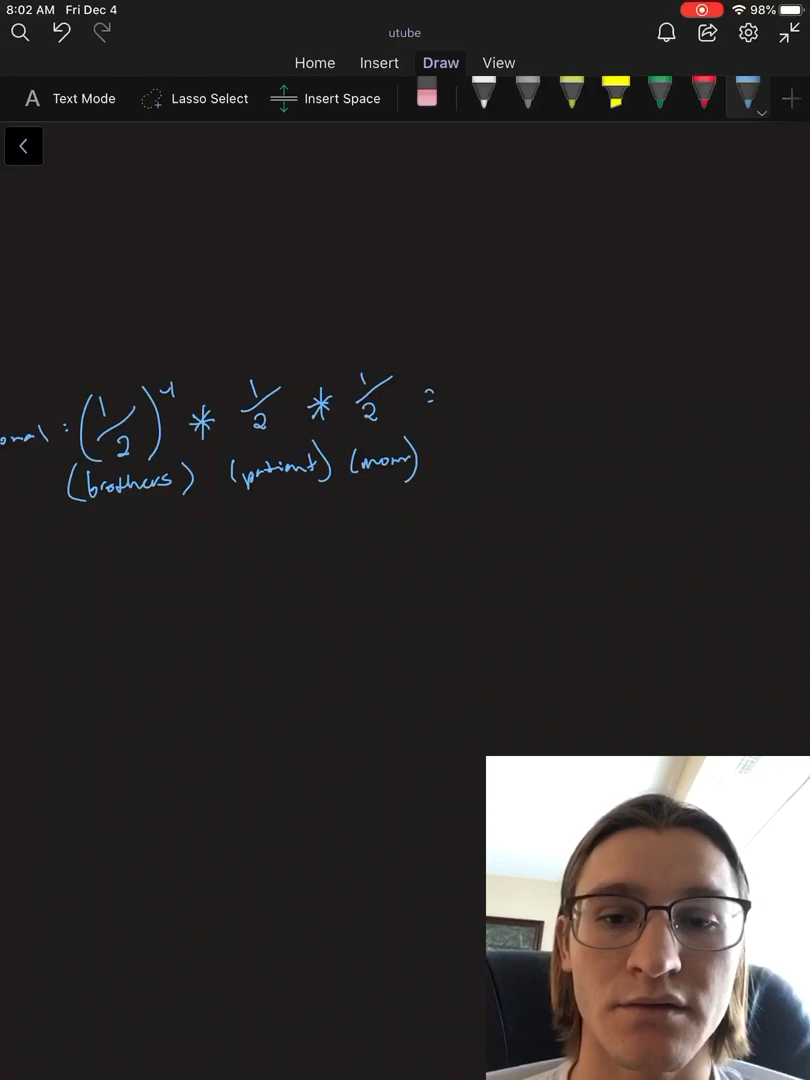 8:02 AM Fri Dec 4
98%
utube
Home Insert Draw View
A Text Mode Lasso Select Insert Space
onal : (1/2)^4 * 1/2 * 1/2 =
(brothers) (patient) (mom)